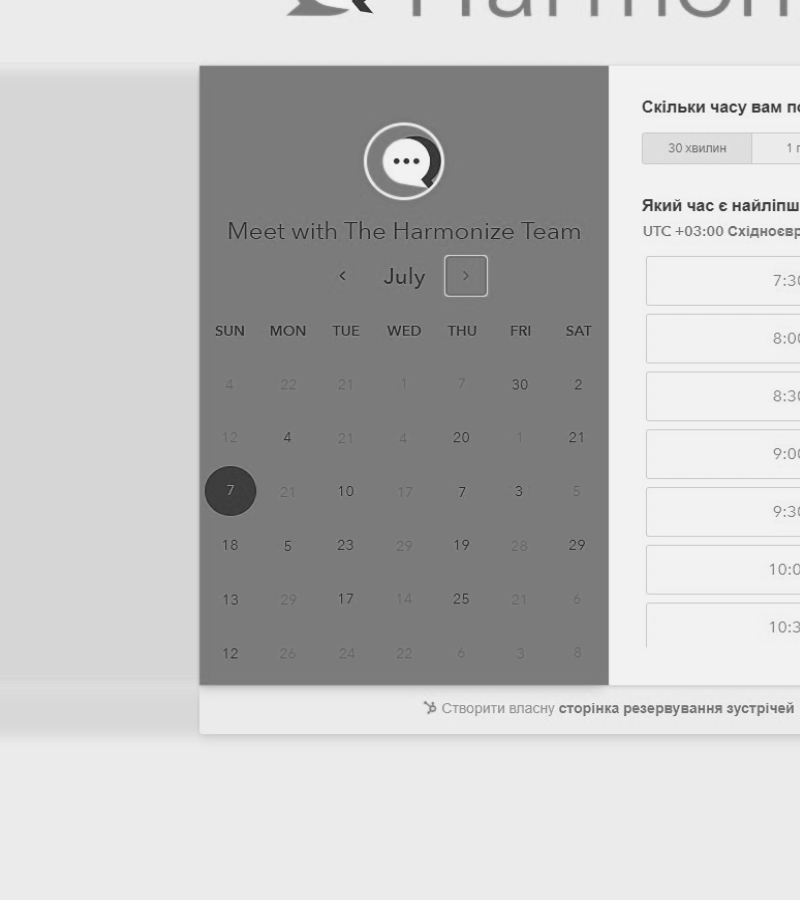 Harmon
Meet with The Harmonize Team
July
SUN MON TUE WED THU FRI SAT
4 22 21 1 7 30 2
12 4 21 4 20 1 21
7 21 10 17 7 3 5
18 5 23 29 19 28 29
13 29 17 14 25 21 6
12 26 24 22 6 3 8
Скільки часу вам по
30 хвилин 1 г
Який час є найліпш
UTC +03:00 Східноєвр
7:30
8:00
8:30
9:00
9:30
10:0
10:3
Створити власну сторінка резервування зустрічей